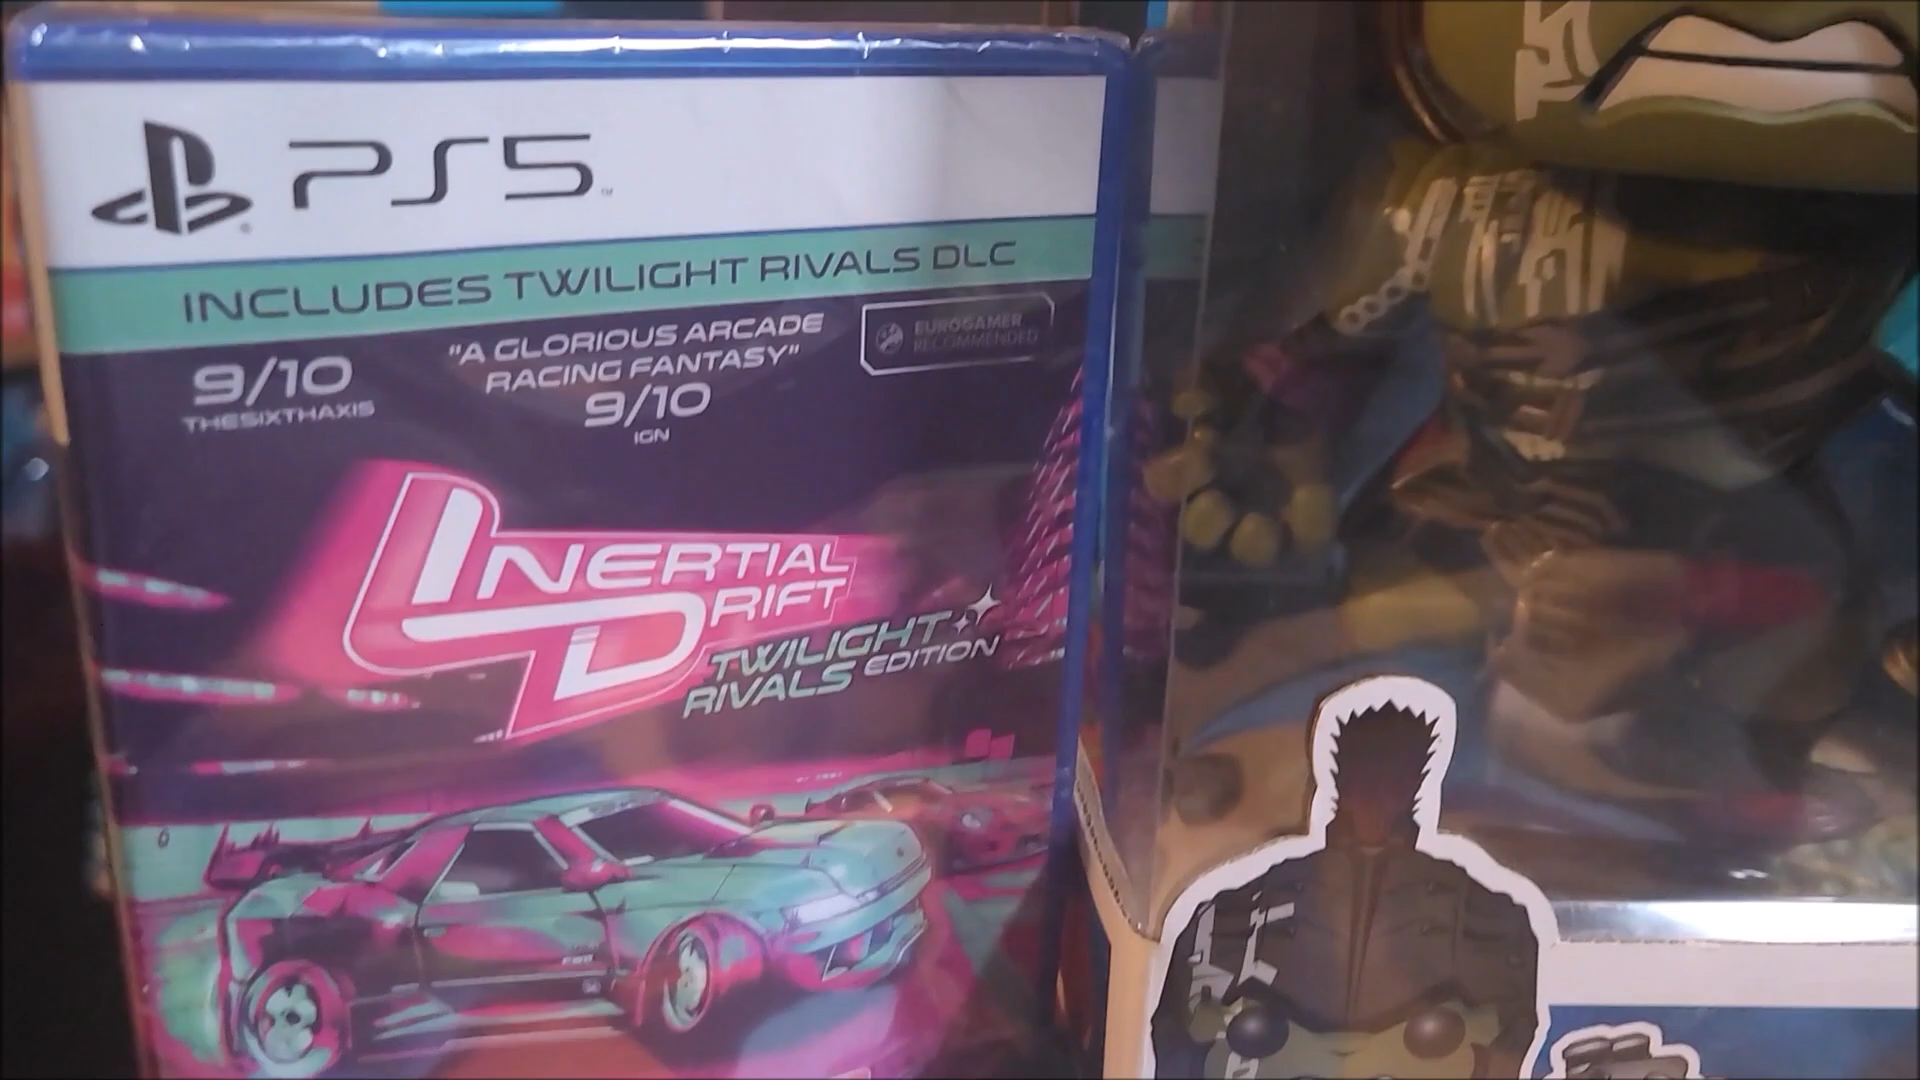 PS5
INCLUDES TWILIGHT RIVALS DLC
9/10
THESIXTHAXIS
"A GLORIOUS ARCADE
RACING FANTASY"
9/10
IGN
EUROGAMER
RECOMMENDED
INERTIAL
DRIFT
TWILIGHT
RIVALS EDITION